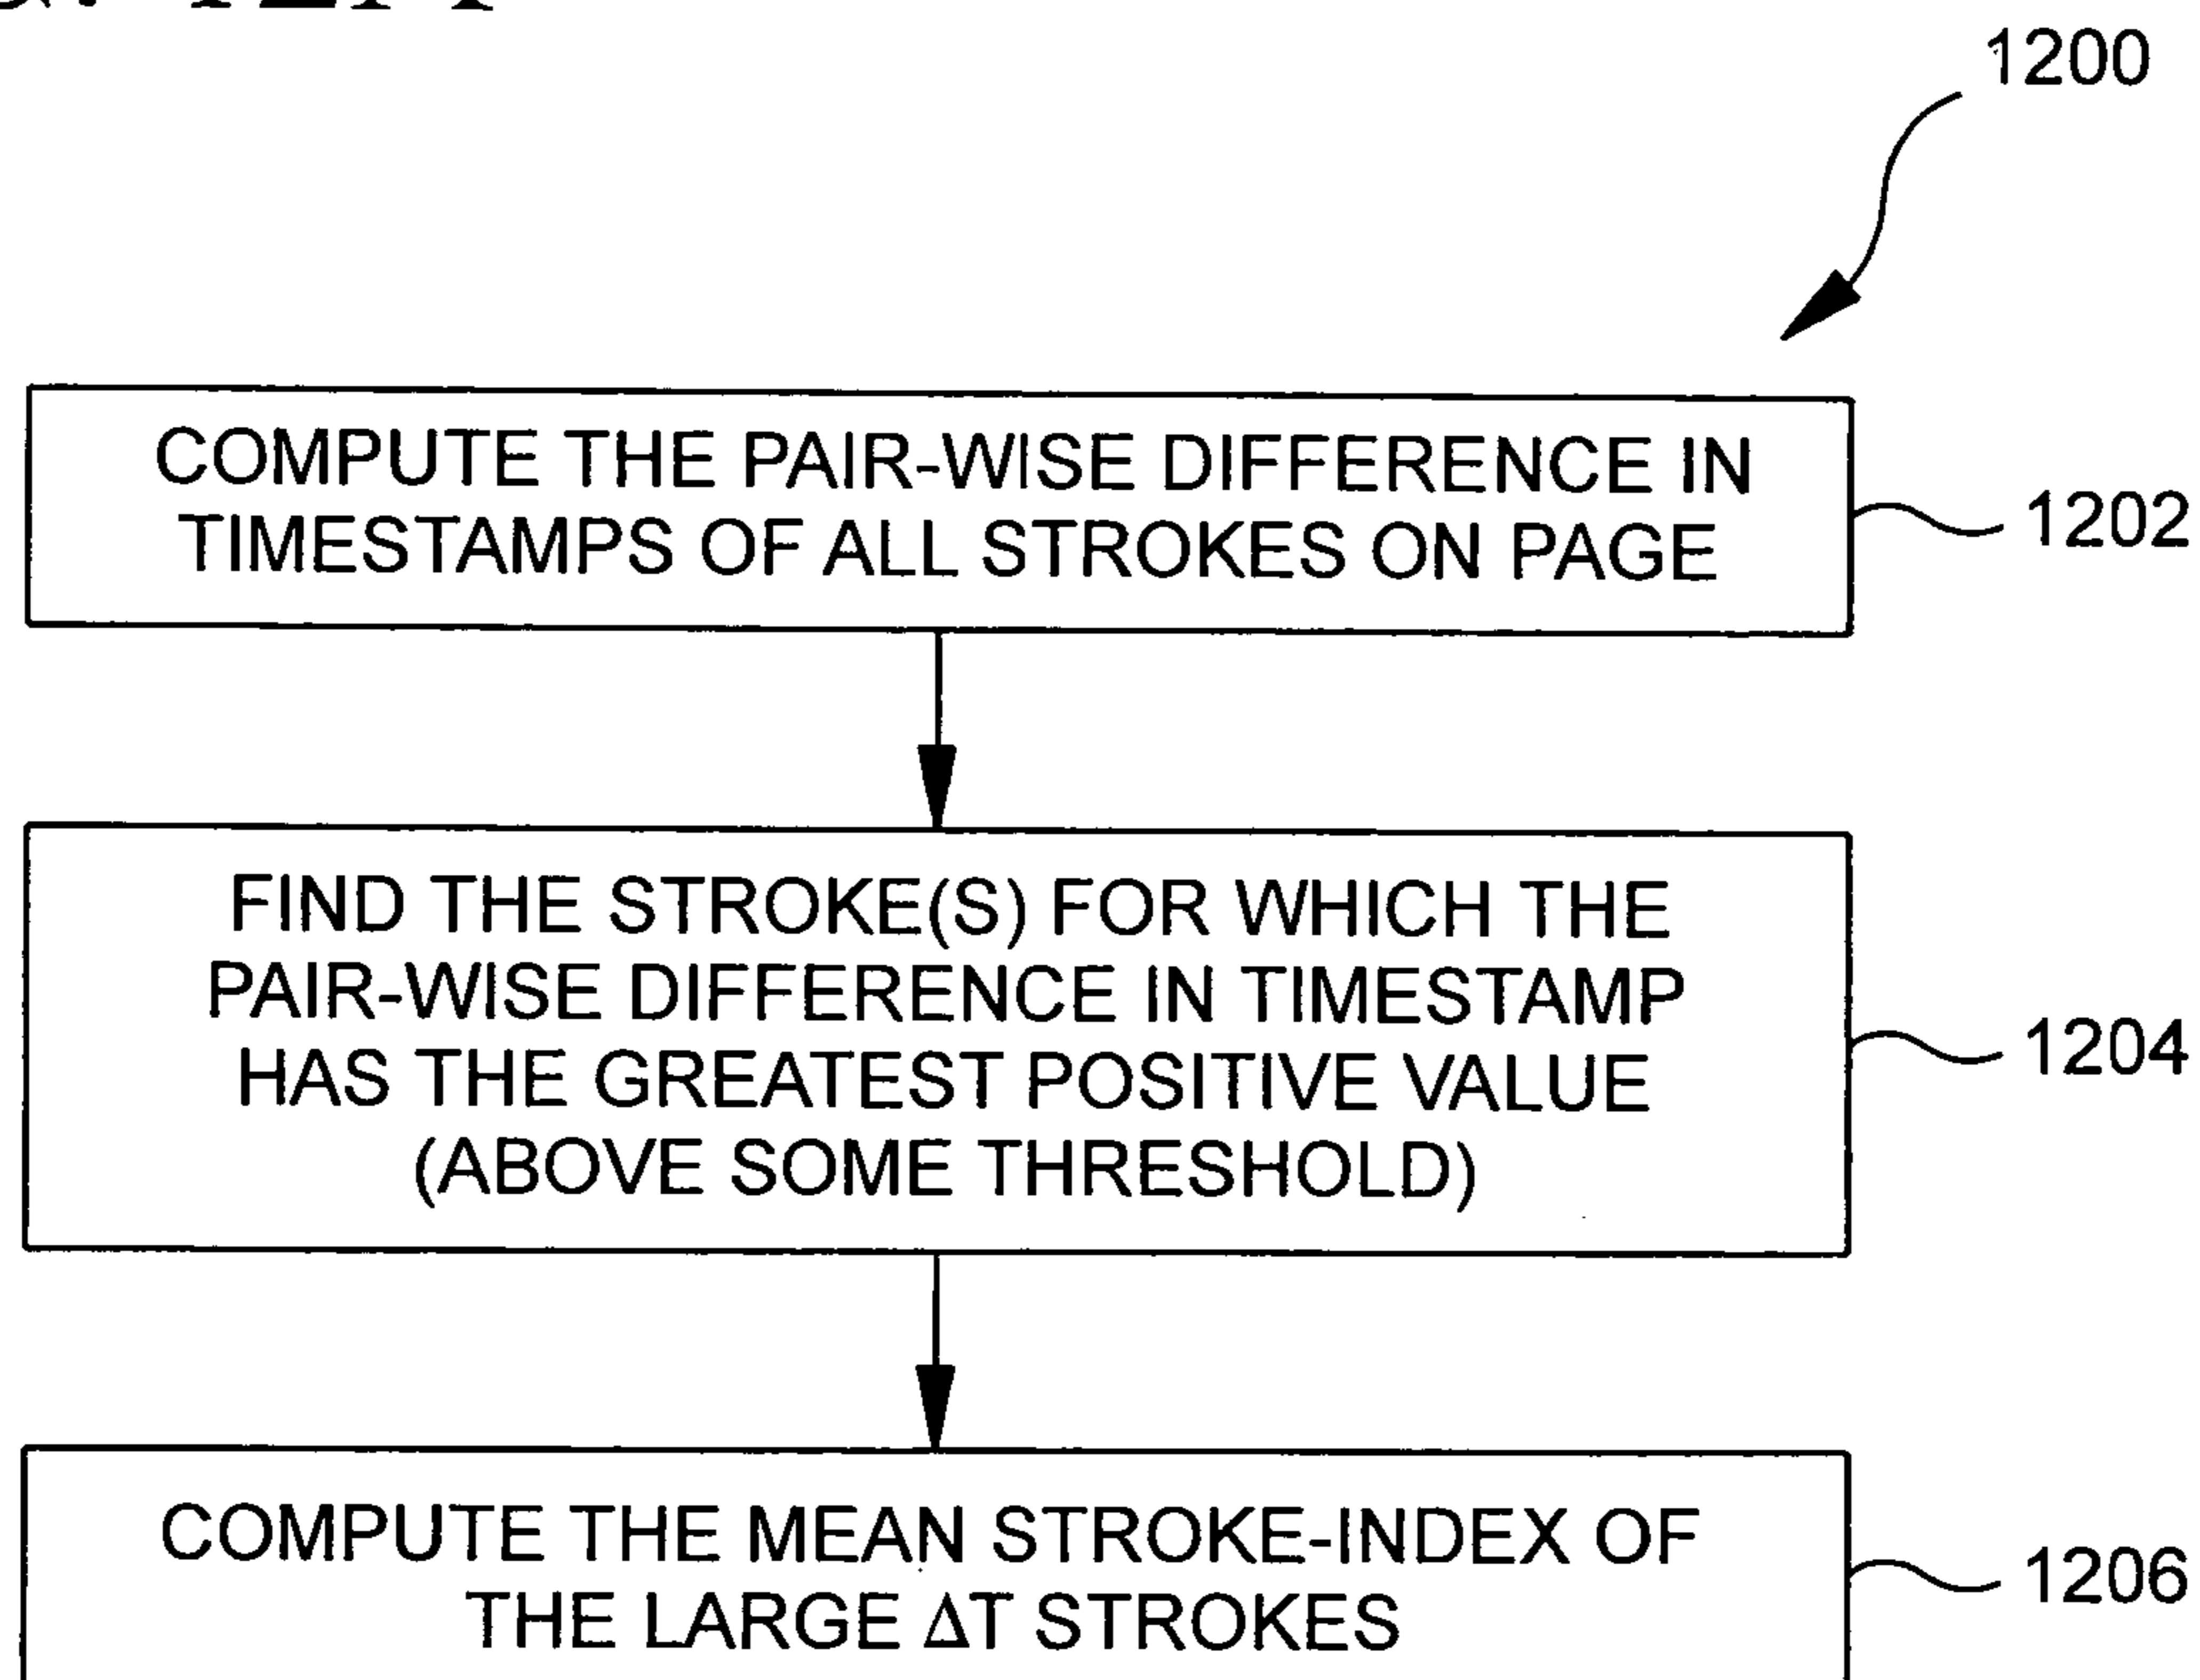 1200
COMPUTE THE PAIR-WISE DIFFERENCE IN
TIMESTAMPS OF ALL STROKES ON PAGE
1202
FIND THE STROKE(S) FOR WHICH THE
PAIR-WISE DIFFERENCE IN TIMESTAMP
HAS THE GREATEST POSITIVE VALUE
(ABOVE SOME THRESHOLD)
1204
COMPUTE THE MEAN STROKE-INDEX OF
THE LARGE ΔT STROKES
1206